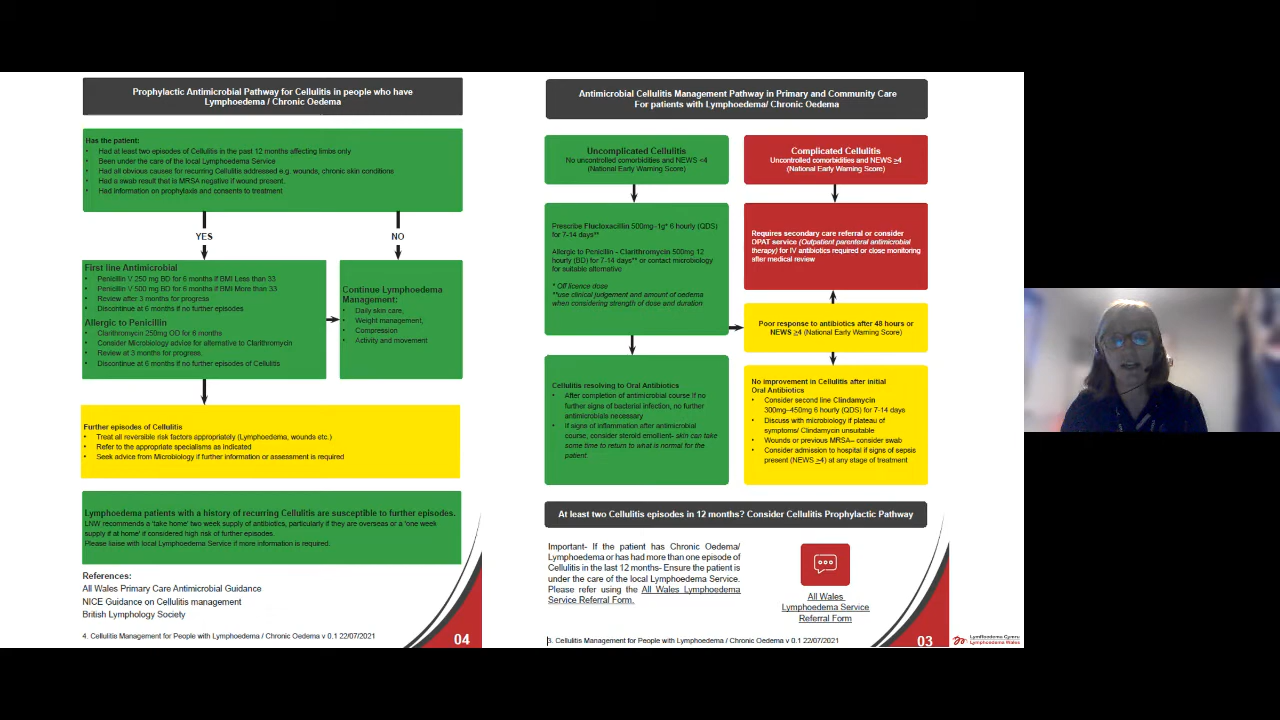 Prophylactic Antimicrobial Pathway for Cellulitis in people who have
Lymphoedema / Chronic Oedema
Has the patient:
• Had at least two episodes of Cellulitis in the past 12 months affecting limbs only
• Been under the care of the local Lymphoedema Service
• Had all obvious causes for recurring Cellulitis addressed e.g. wounds, chronic skin conditions
• Had a swab result that is MRSA negative if wound present.
• Had Information on prophylaxis and consents to treatment
YES
NO
First line Antimicrobial
• Penicillin V 250 mg BD for 6 months if BMI Less than 33
• Penicillin V 500 mg BD for 6 months if BMI More than 33
• Review after 3 months for progress
• Discontinue at 6 months if no further episodes
Allergic to Penicillin
• Clarithromycin 250mg OD for 6 months
• Consider Microbiology advice for alternative to Clarithromycin
• Review at 3 months for progress.
• Discontinue at 6 months if no further episodes of Cellulitis
Continue Lymphoedema
Management:
• Daily skin care,
• Weight management,
• Compression
• Activity and movement
Further episodes of Cellulitis
• Treat all reversible risk factors appropriately (Lymphoedema, wounds etc.)
• Refer to the appropriate specialisms as indicated
• Seek advice from Microbiology if further information or assessment is required
Lymphoedema patients with a history of recurring Cellulitis are susceptible to further episodes.
LNW recommends a 'take home' two week supply of antibiotics, particularly if they are overseas or a 'one week
supply if at home' if considered high risk of further episodes.
Please liaise with local Lymphoedema Service if more information is required.
References:
All Wales Primary Care Antimicrobial Guidance
NICE Guidance on Cellulitis management
British Lymphology Society
4. Cellulitis Management for People with Lymphoedema / Chronic Oedema v 0.1 22/07/2021
04
Antimicrobial Cellulitis Management Pathway in Primary and Community Care
For patients with Lymphoedema/ Chronic Oedema
Uncomplicated Cellulitis
No uncontrolled comorbidities and NEWS <4
(National Early Warning Score)
Complicated Cellulitis
Uncontrolled comorbidities and NEWS ≥4
(National Early Warning Score)
Prescribe Flucloxacillin 500mg-1g* 6 hourly (QDS)
for 7-14 days**
Allergic to Penicillin - Clarithromycin 500mg 12
hourly (BD) for 7-14 days** or contact microbiology
for suitable alternative
* Off licence dose
**use clinical judgement and amount of oedema
when considering strength of dose and duration
Requires secondary care referral or consider
OPAT service (Outpatient parenteral antimicrobial
therapy) for IV antibiotics required or close monitoring
after medical review
Poor response to antibiotics after 48 hours or
NEWS ≥4 (National Early Warning Score)
Cellulitis resolving to Oral Antibiotics
• After completion of antimicrobial course if no
further signs of bacterial infection, no further
antimicrobials necessary
• If signs of inflammation after antimicrobial
course, consider steroid emollient- skin can take
some time to return to what is normal for the
patient
No improvement in Cellulitis after initial
Oral Antibiotics
• Consider second line Clindamycin
300mg–450mg 6 hourly (QDS) for 7-14 days
• Discuss with microbiology if plateau of
symptoms/ Clindamycin unsuitable
• Wounds or previous MRSA– consider swab
• Consider admission to hospital if signs of sepsis
present (NEWS ≥4) at any stage of treatment
At least two Cellulitis episodes in 12 months? Consider Cellulitis Prophylactic Pathway
Important- If the patient has Chronic Oedema/
Lymphoedema or has had more than one episode of
Cellulitis in the last 12 months- Ensure the patient is
under the care of the local Lymphoedema Service.
Please refer using the All Wales Lymphoedema
Service Referral Form.
All Wales
Lymphoedema Service
Referral Form
3. Cellulitis Management for People with Lymphoedema / Chronic Oedema v 0.1 22/07/2021
03
Lymffoedema Cymru
Lymphoedema Wales